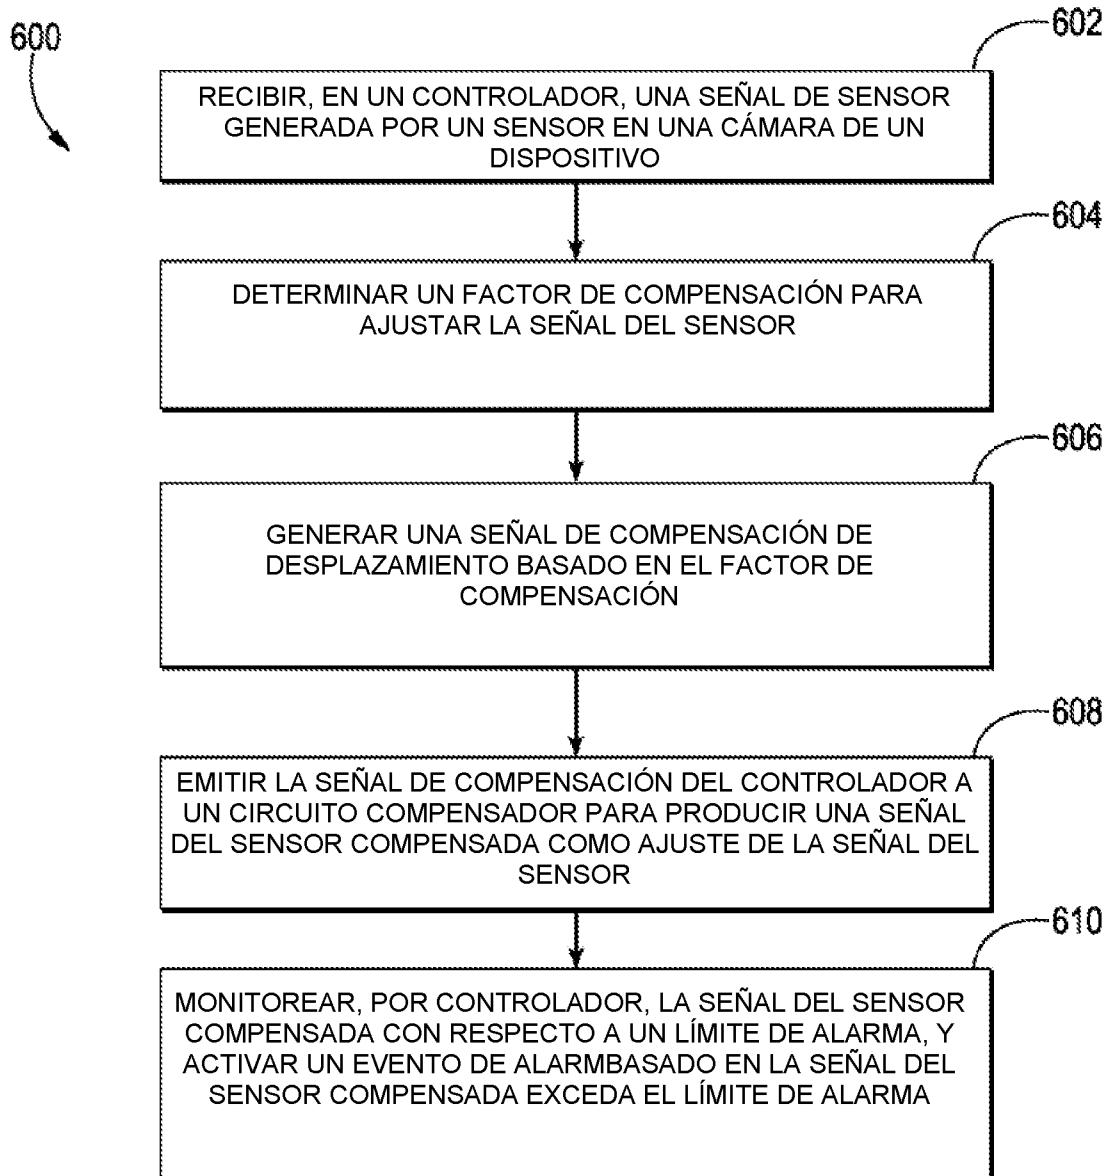 600
602
RECIBIR, EN UN CONTROLADOR, UNA SEÑAL DE SENSOR
GENERADA POR UN SENSOR EN UNA CÁMARA DE UN
DISPOSITIVO
604
DETERMINAR UN FACTOR DE COMPENSACIÓN PARA
AJUSTAR LA SEÑAL DEL SENSOR
606
GENERAR UNA SEÑAL DE COMPENSACIÓN DE
DESPLAZAMIENTO BASADO EN EL FACTOR DE
COMPENSACIÓN
608
EMITIR LA SEÑAL DE COMPENSACIÓN DEL CONTROLADOR A
UN CIRCUITO COMPENSADOR PARA PRODUCIR UNA SEÑAL
DEL SENSOR COMPENSADA COMO AJUSTE DE LA SEÑAL DEL
SENSOR
610
MONITOREAR, POR CONTROLADOR, LA SEÑAL DEL SENSOR
COMPENSADA CON RESPECTO A UN LÍMITE DE ALARMA, Y
ACTIVAR UN EVENTO DE ALARMBASADO EN LA SEÑAL DEL
SENSOR COMPENSADA EXCEDA EL LÍMITE DE ALARMA